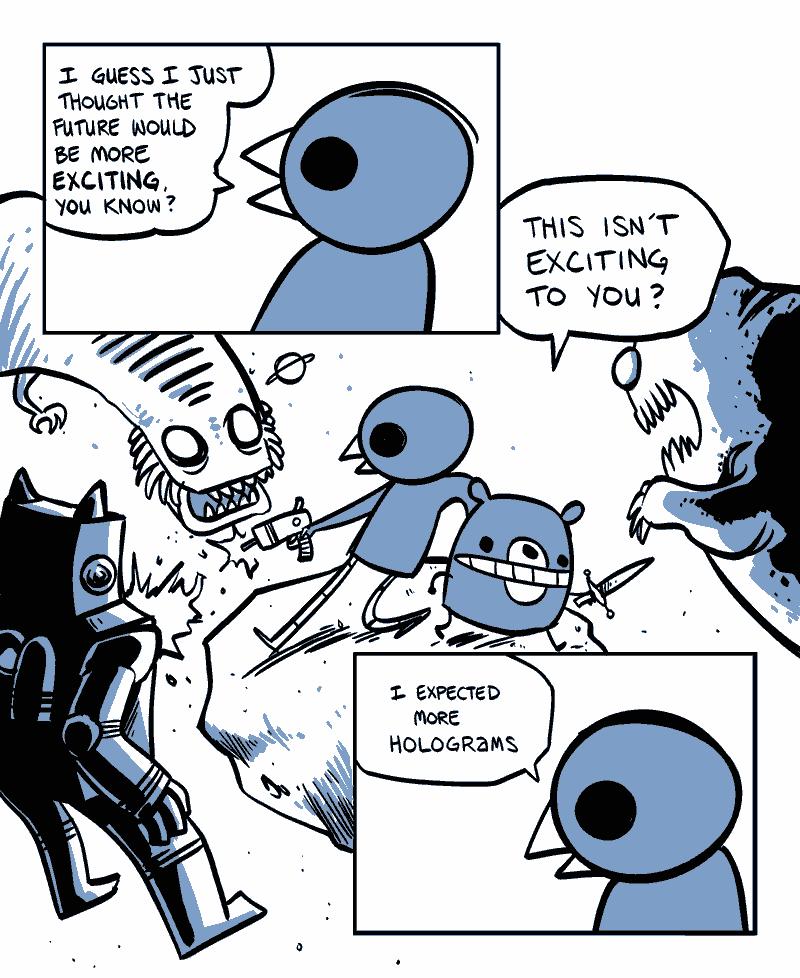 I GUESS I JUST
THOUGHT THE
FUTURE WOULD
BE MORE
EXCITING,
YOU KNOW?
THIS ISN'T
EXCITING
TO YOU?
I EXPECTED
MORE
HOLOGRAMS